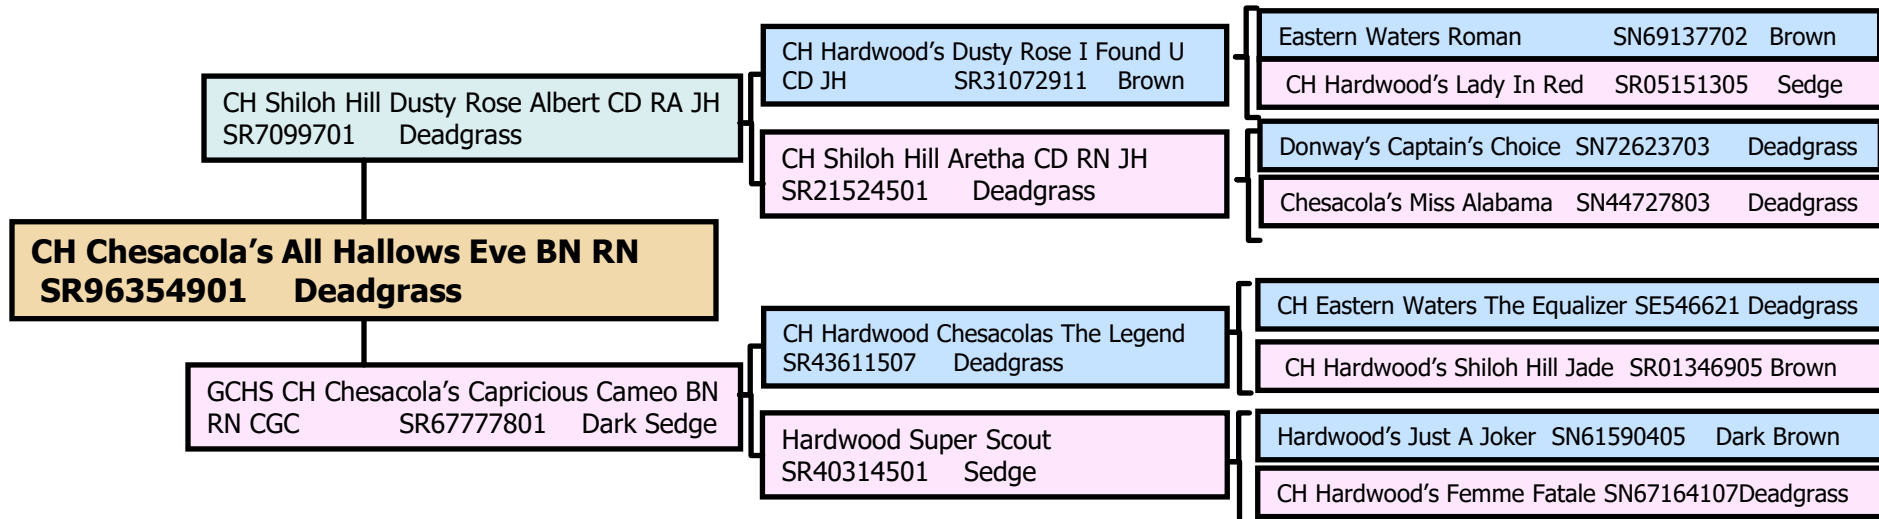 CH Shiloh Hill Dusty Rose Albert CD RA JH
SR7099701 Deadgrass
CH Chesacola’s All Hallows Eve BN RN
SR96354901 Deadgrass
GCHS CH Chesacola’s Capricious Cameo BN
RN CGC SR67777801 Dark Sedge
CH Hardwood’s Dusty Rose I Found U
CD JH SR31072911 Brown
CH Shiloh Hill Aretha CD RN JH
SR21524501 Deadgrass
CH Hardwood Chesacolas The Legend
SR43611507 Deadgrass
Hardwood Super Scout
SR40314501 Sedge
Eastern Waters Roman SN69137702 Brown
CH Hardwood’s Lady In Red SR05151305 Sedge
Donway’s Captain’s Choice SN72623703 Deadgrass
Chesacola’s Miss Alabama SN44727803 Deadgrass
CH Eastern Waters The Equalizer SE546621 Deadgrass
CH Hardwood’s Shiloh Hill Jade SR01346905 Brown
Hardwood’s Just A Joker SN61590405 Dark Brown
CH Hardwood’s Femme Fatale SN67164107Deadgrass